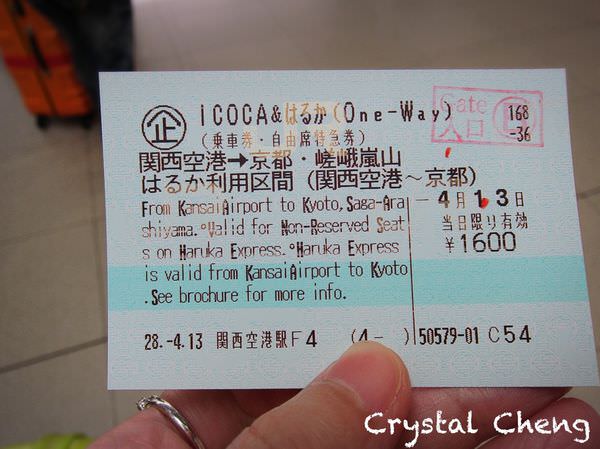 企 ICOCA&はるか(One-Way)
(乗車券・自由席特急券)
Gate 入口
168
-36
関西空港→京都・嵯峨嵐山
はるか利用区間 (関西空港~京都)
From KansaiAirport to Kyoto, Saga-Ara
shiyama.°Valid for Non-Reserved Seat
s on Haruka Express.°Haruka Express
is valid from KansaiAirport to Kyoto
.See brochure for more info.
-4月13日
当日限り有効
¥1600
28.-4.13 関西空港駅F4 (4- ) 50579-01 C54
Crystal Cheng